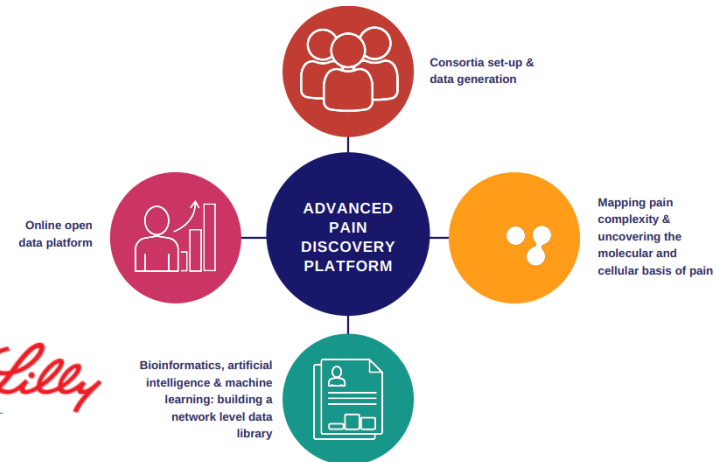 Consortia set-up &
data generation
ADVANCED
PAIN
DISCOVERY
PLATFORM
Online open
data platform
Mapping pain
complexity &
uncovering the
molecular and
cellular basis of pain
Bioinformatics, artificial
intelligence & machine
learning: building a
network level data
library
Lilly